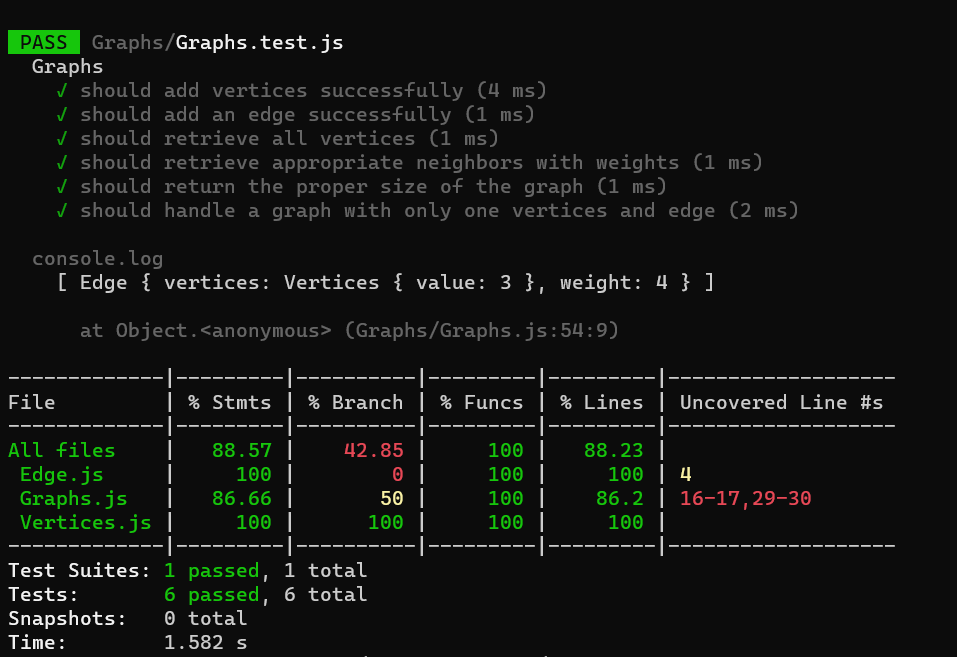 PASS Graphs/Graphs.test.js
Graphs
√ should add vertices successfully (4 ms)
√ should add an edge successfully (1 ms)
√ should retrieve all vertices (1 ms)
√ should retrieve appropriate neighbors with weights (1 ms)
√ should return the proper size of the graph (1 ms)
√ should handle a graph with only one vertices and edge (2 ms)
console.log
[ Edge { vertices: Vertices { value: 3 }, weight: 4 } ]
at Object.<anonymous> (Graphs/Graphs.js:54:9)
-------------|---------|----------|---------|---------|-------------------
File | % Stmts | % Branch | % Funcs | % Lines | Uncovered Line #s
-------------|---------|----------|---------|---------|-------------------
All files | 88.57 | 42.85 | 100 | 88.23 |
Edge.js | 100 | 0 | 100 | 100 | 4
Graphs.js | 86.66 | 50 | 100 | 86.2 | 16-17,29-30
Vertices.js | 100 | 100 | 100 | 100 |
-------------|---------|----------|---------|---------|-------------------
Test Suites: 1 passed, 1 total
Tests: 6 passed, 6 total
Snapshots: 0 total
Time: 1.582 s